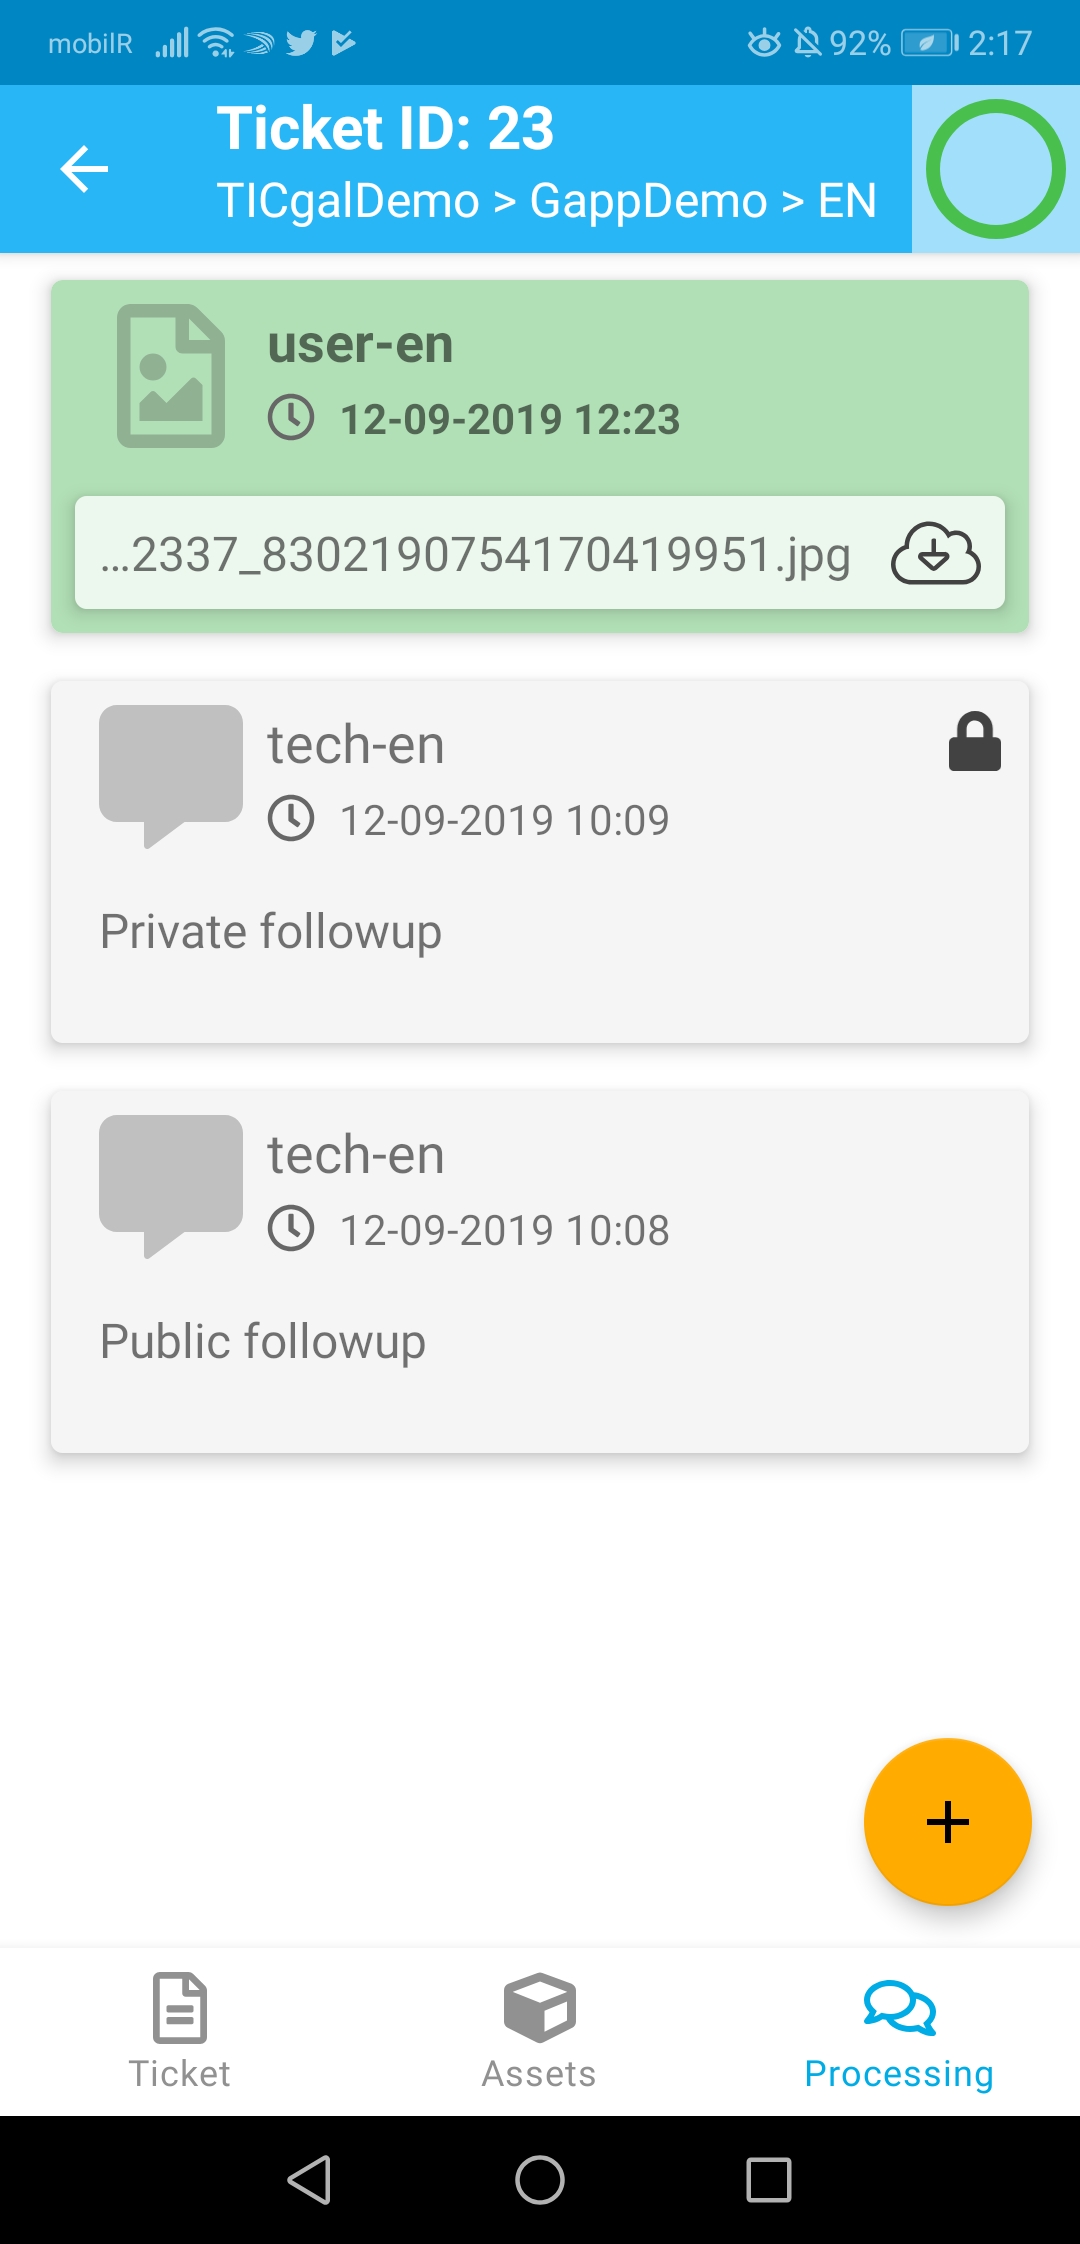 mobilR 92% 2:17
Ticket ID: 23
TICgalDemo > GappDemo > EN
user-en
12-09-2019 12:23
...2337_8302190754170419951.jpg
tech-en
12-09-2019 10:09
Private followup
tech-en
12-09-2019 10:08
Public followup
Ticket Assets Processing